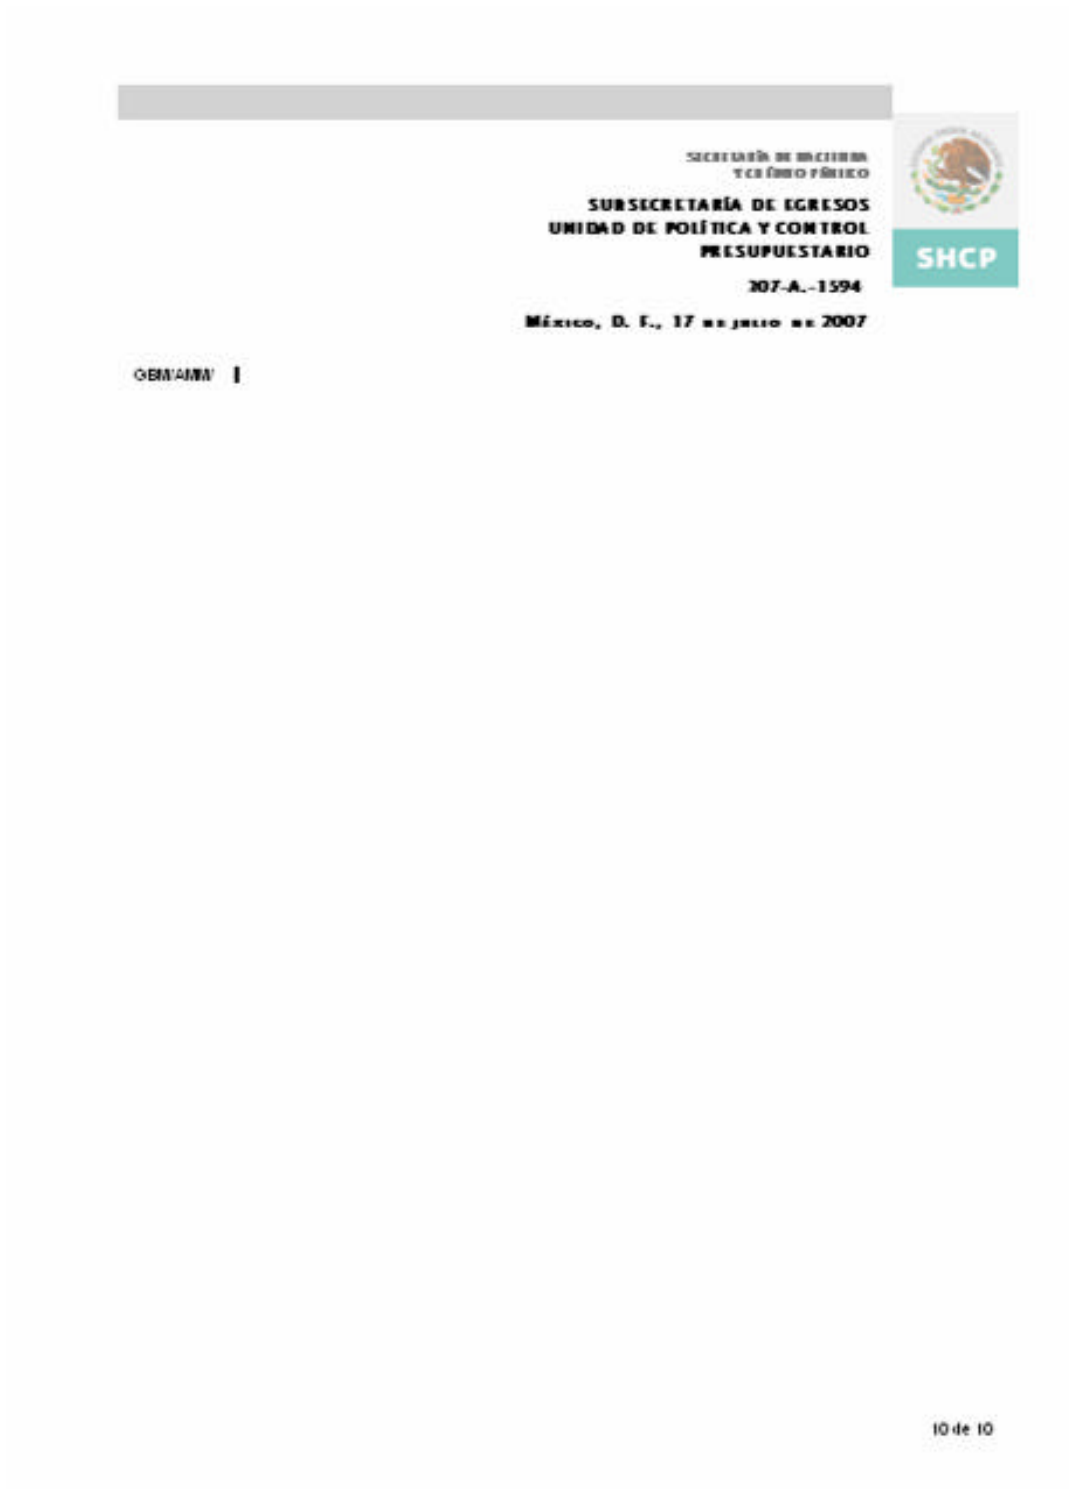 SECRETARÍA DE HACIENDA
Y CRÉDITO PÚBLICO
SUBSECRETARÍA DE EGRESOS
UNIDAD DE POLÍTICA Y CONTROL
PRESUPUESTARIO
SHCP
207-A.-1594
México, D. F., 17 de julio de 2007
GBM/AMM/
10 de 10